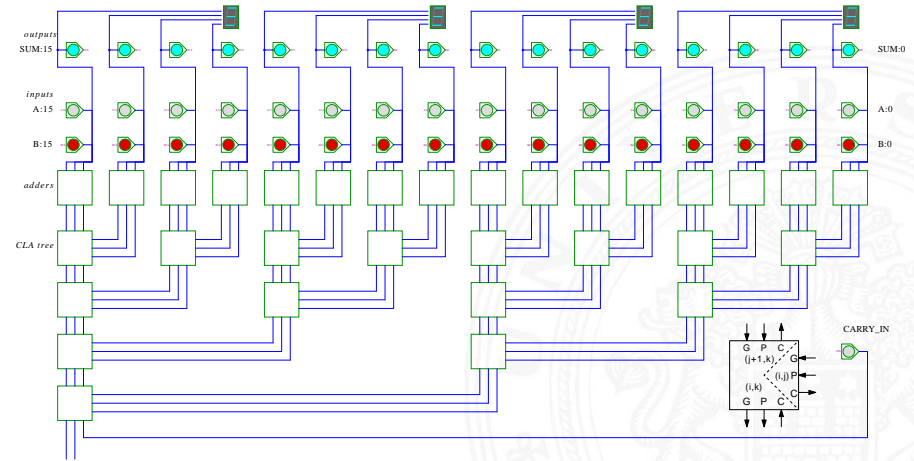 outputs
SUM:15
SUM:0
inputs
A:15
A:0
B:15
B:0
adders
CLA tree
CARRY_IN
G P C
(j+1,k)
G
(i,j) P
(i,k)
C
G P C